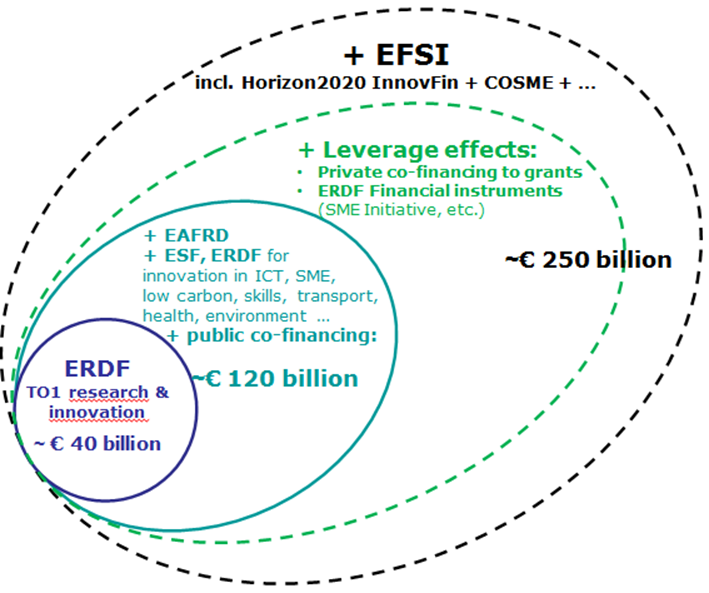 + EFSI
incl. Horizon2020 InnovFin + COSME + ...
+ Leverage effects:
• Private co-financing to grants
• ERDF Financial instruments
(SME Initiative, etc.)
~€ 250 billion
+ EAFRD
+ ESF, ERDF for
innovation in ICT, SME,
low carbon, skills, transport,
health, environment ...
+ public co-financing:
~€ 120 billion
ERDF
TO1 research &
innovation
~ € 40 billion